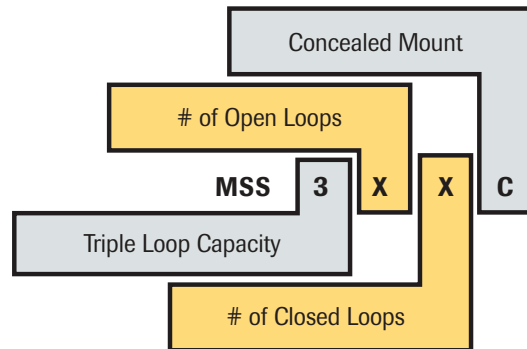 Concealed Mount
# of Open Loops
MSS 3 X X C
Triple Loop Capacity
# of Closed Loops